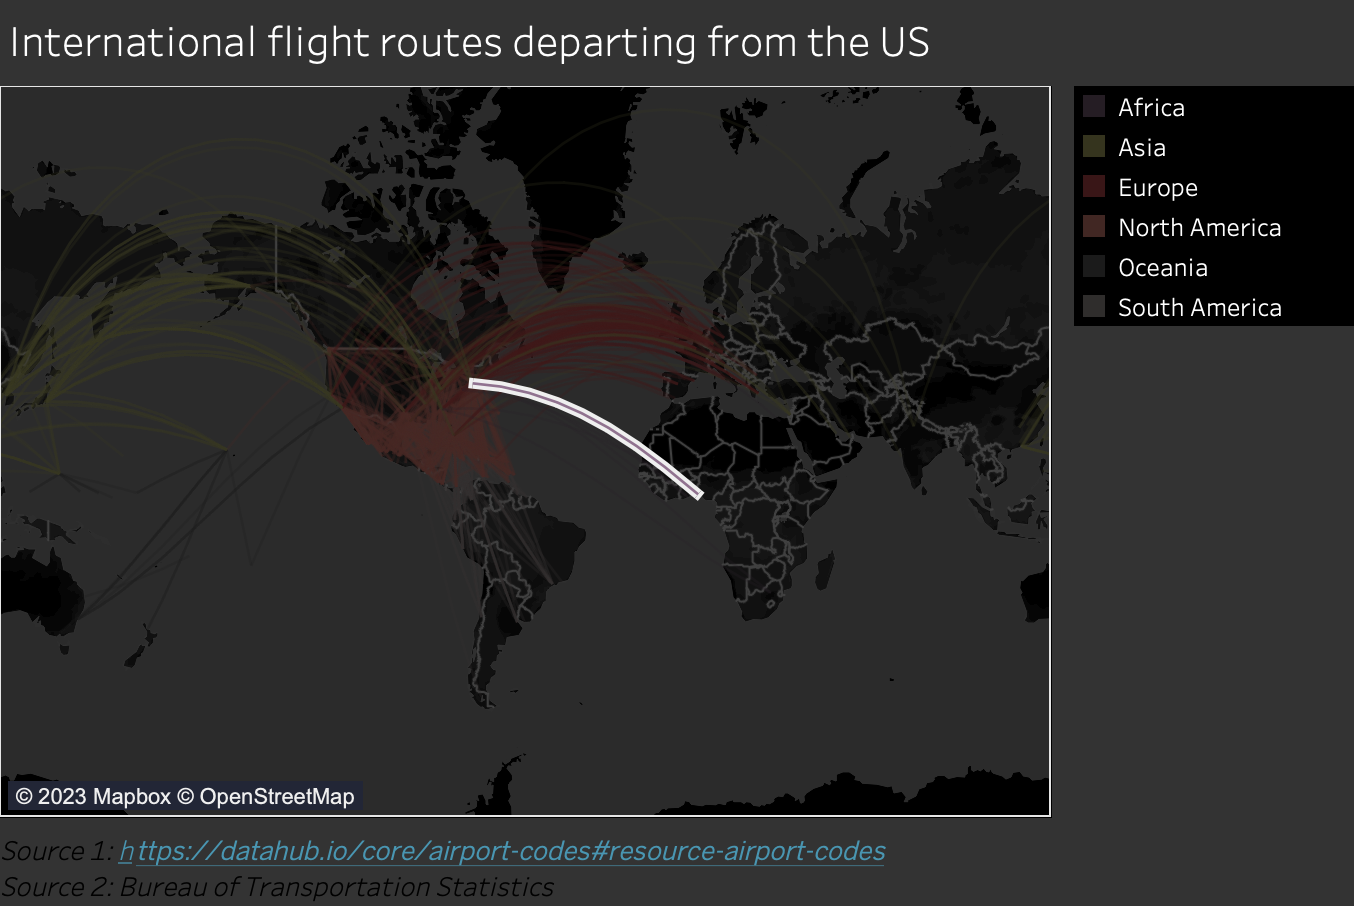 International flight routes departing from the US
Africa
Asia
Europe
North America
Oceania
South America
© 2023 Mapbox © OpenStreetMap
Source 1: https://datahub.io/core/airport-codes#resource-airport-codes
Source 2: Bureau of Transportation Statistics